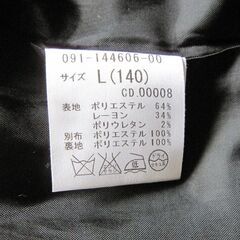 091-144606-00
サイズ L(140)
CD.00008
表地 ポリエステル 64%
レーヨン 34%
ポリウレタン 2%
別布 ポリエステル 100%
裏地 ポリエステル 100%
低